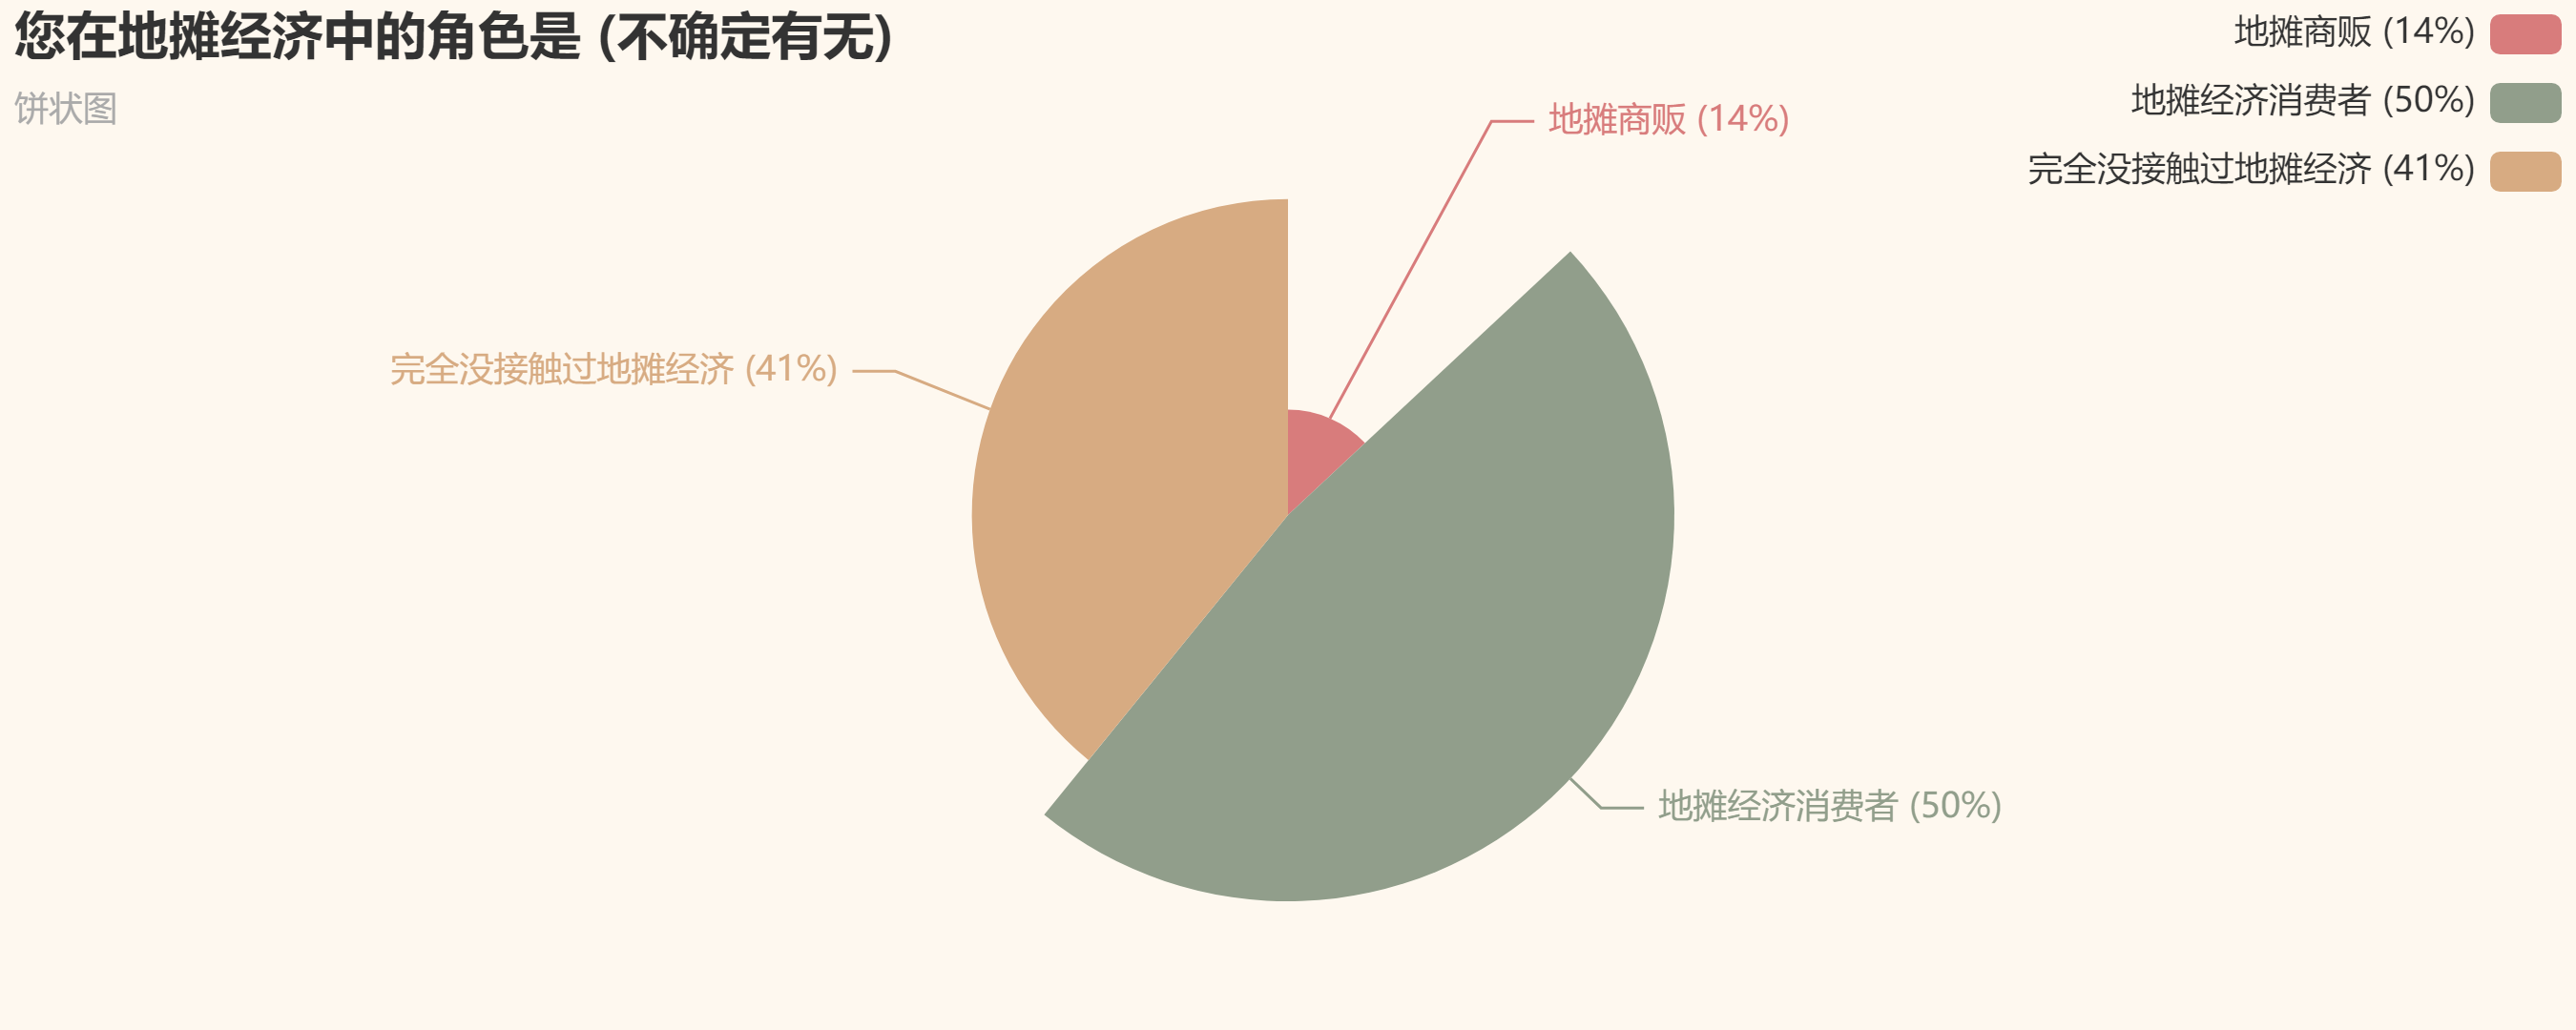 您在地摊经济中的角色是 (不确定有无)
饼状图
地摊商贩 (14%)
地摊经济消费者 (50%)
完全没接触过地摊经济 (41%)
地摊商贩 (14%)
完全没接触过地摊经济 (41%)
地摊经济消费者 (50%)